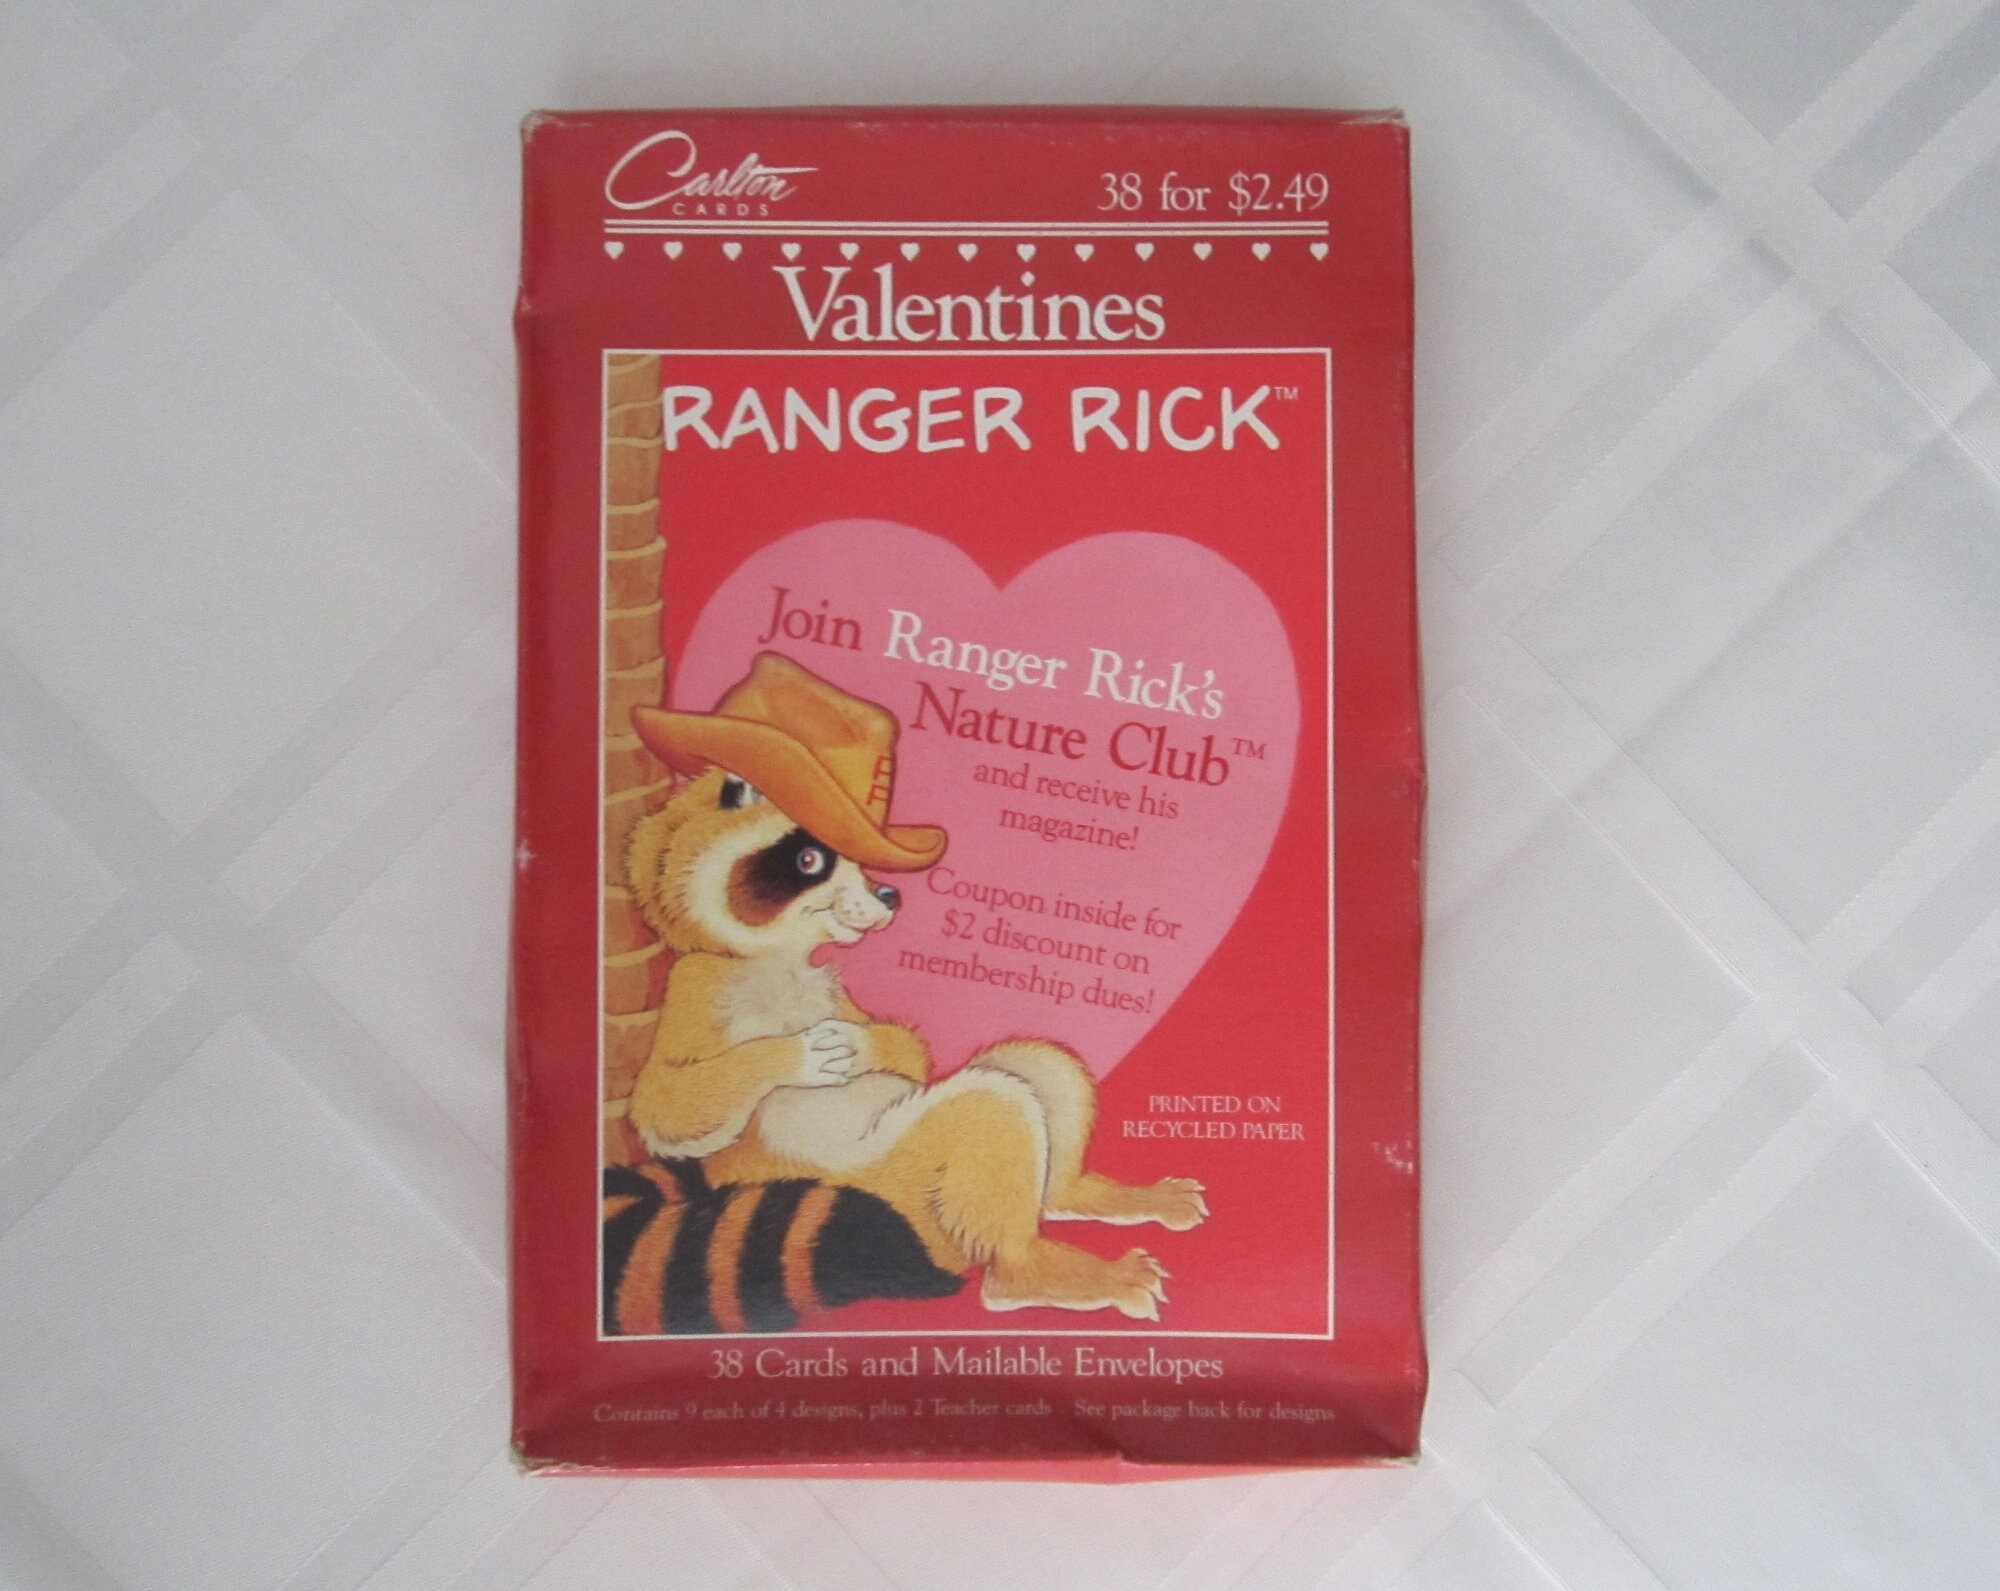 Carlton
CARDS
38 for $2.49
Valentines
RANGER RICK™
Join Ranger Rick's
Nature Club™
and receive his
magazine!
Coupon inside for
$2 discount on
membership dues!
RR
PRINTED ON
RECYCLED PAPER
38 Cards and Mailable Envelopes
Contains 9 each of 4 designs, plus 2 Teacher cards See package back for designs